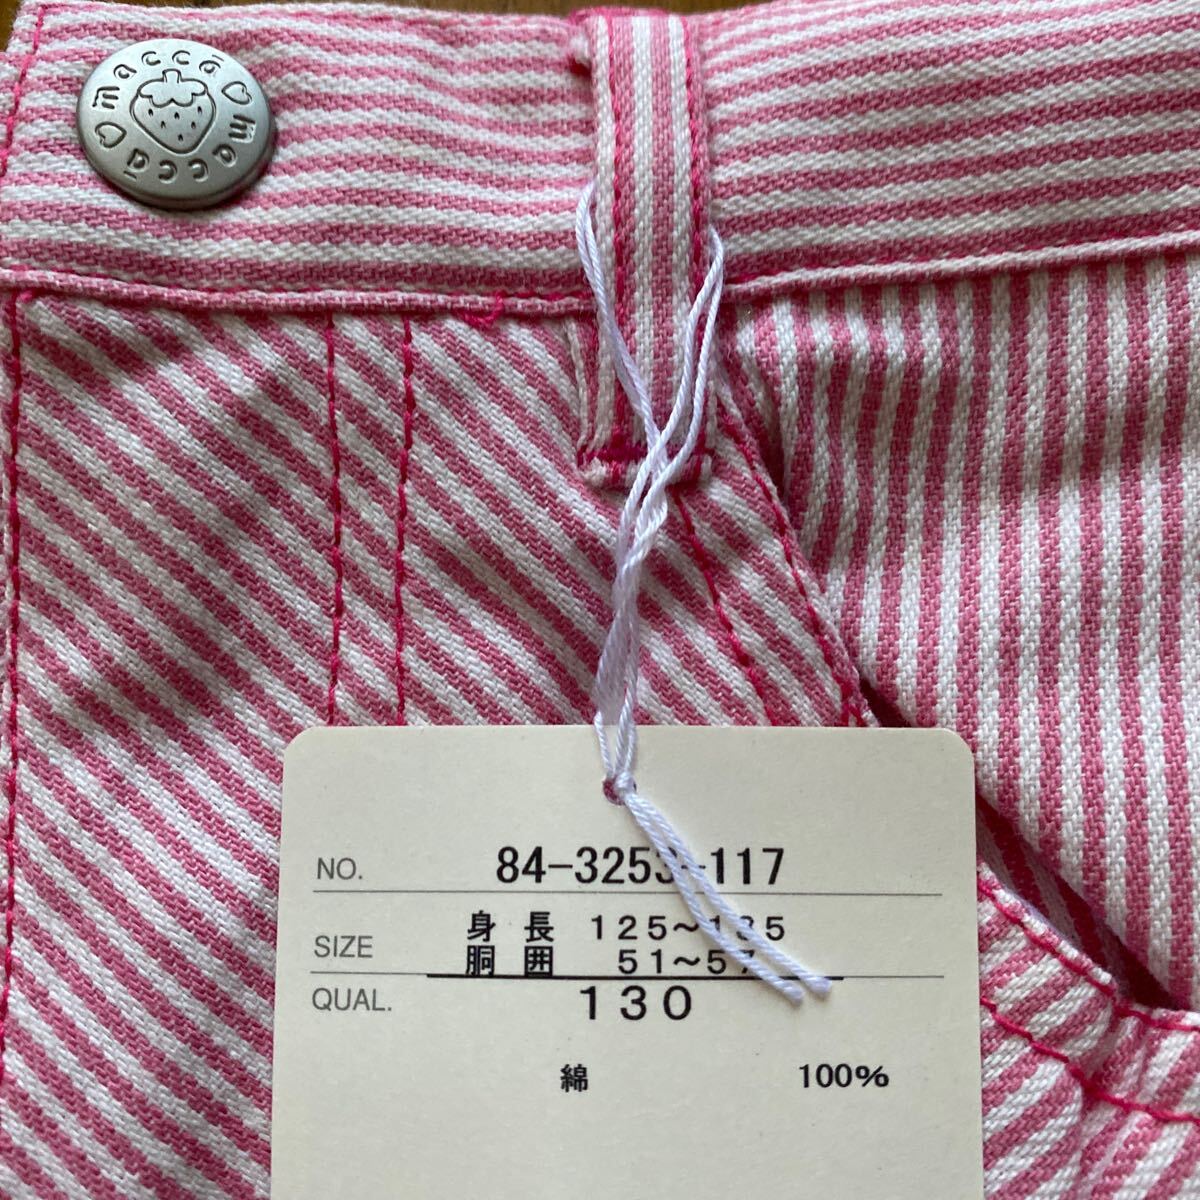 macca ♡ macca ♡
NO. 84-3253-117
身長 125～135
SIZE
胴囲 51～57
QUAL. 130
綿 100%